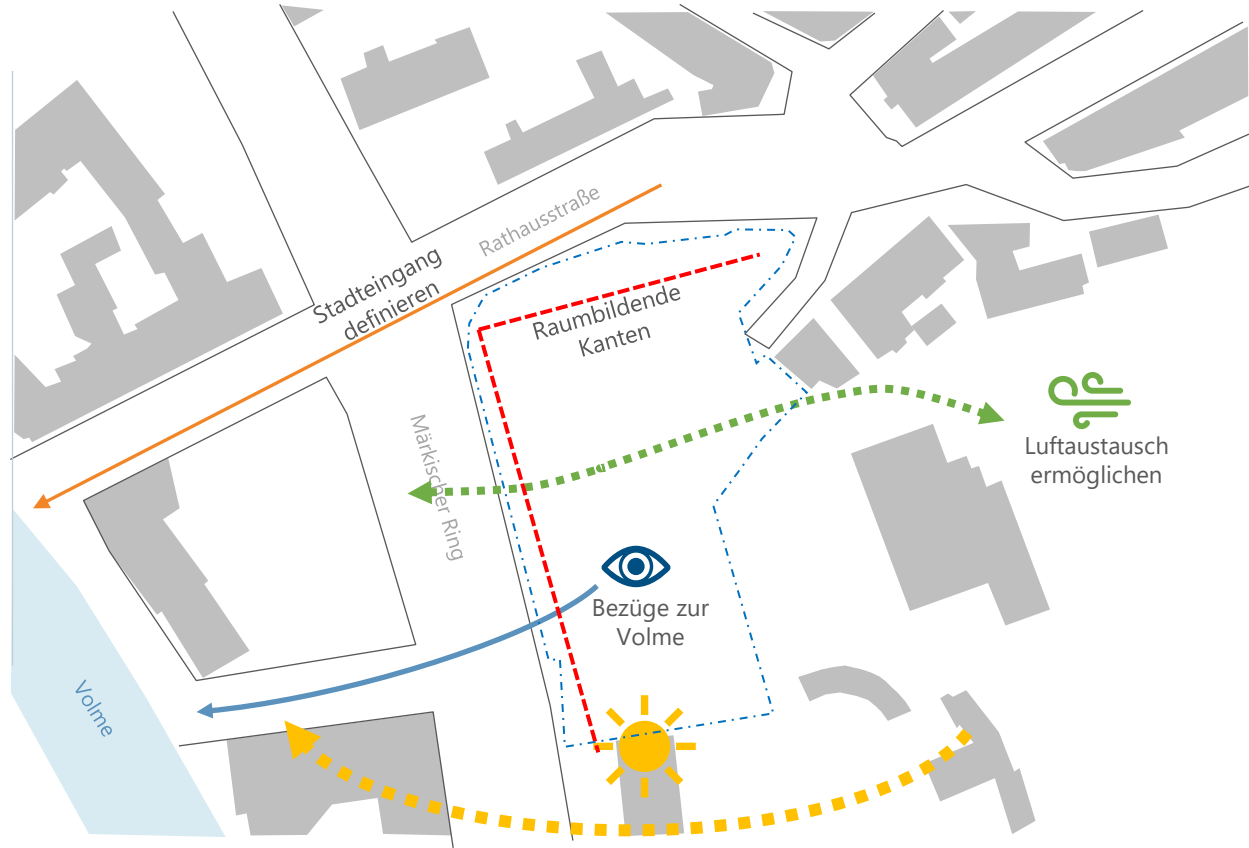 Rathausstraße
Stadteingang
definieren
Raumbildende
Kanten
Märkischer Ring
Luftaustausch
ermöglichen
Bezüge zur
Volme
Volme